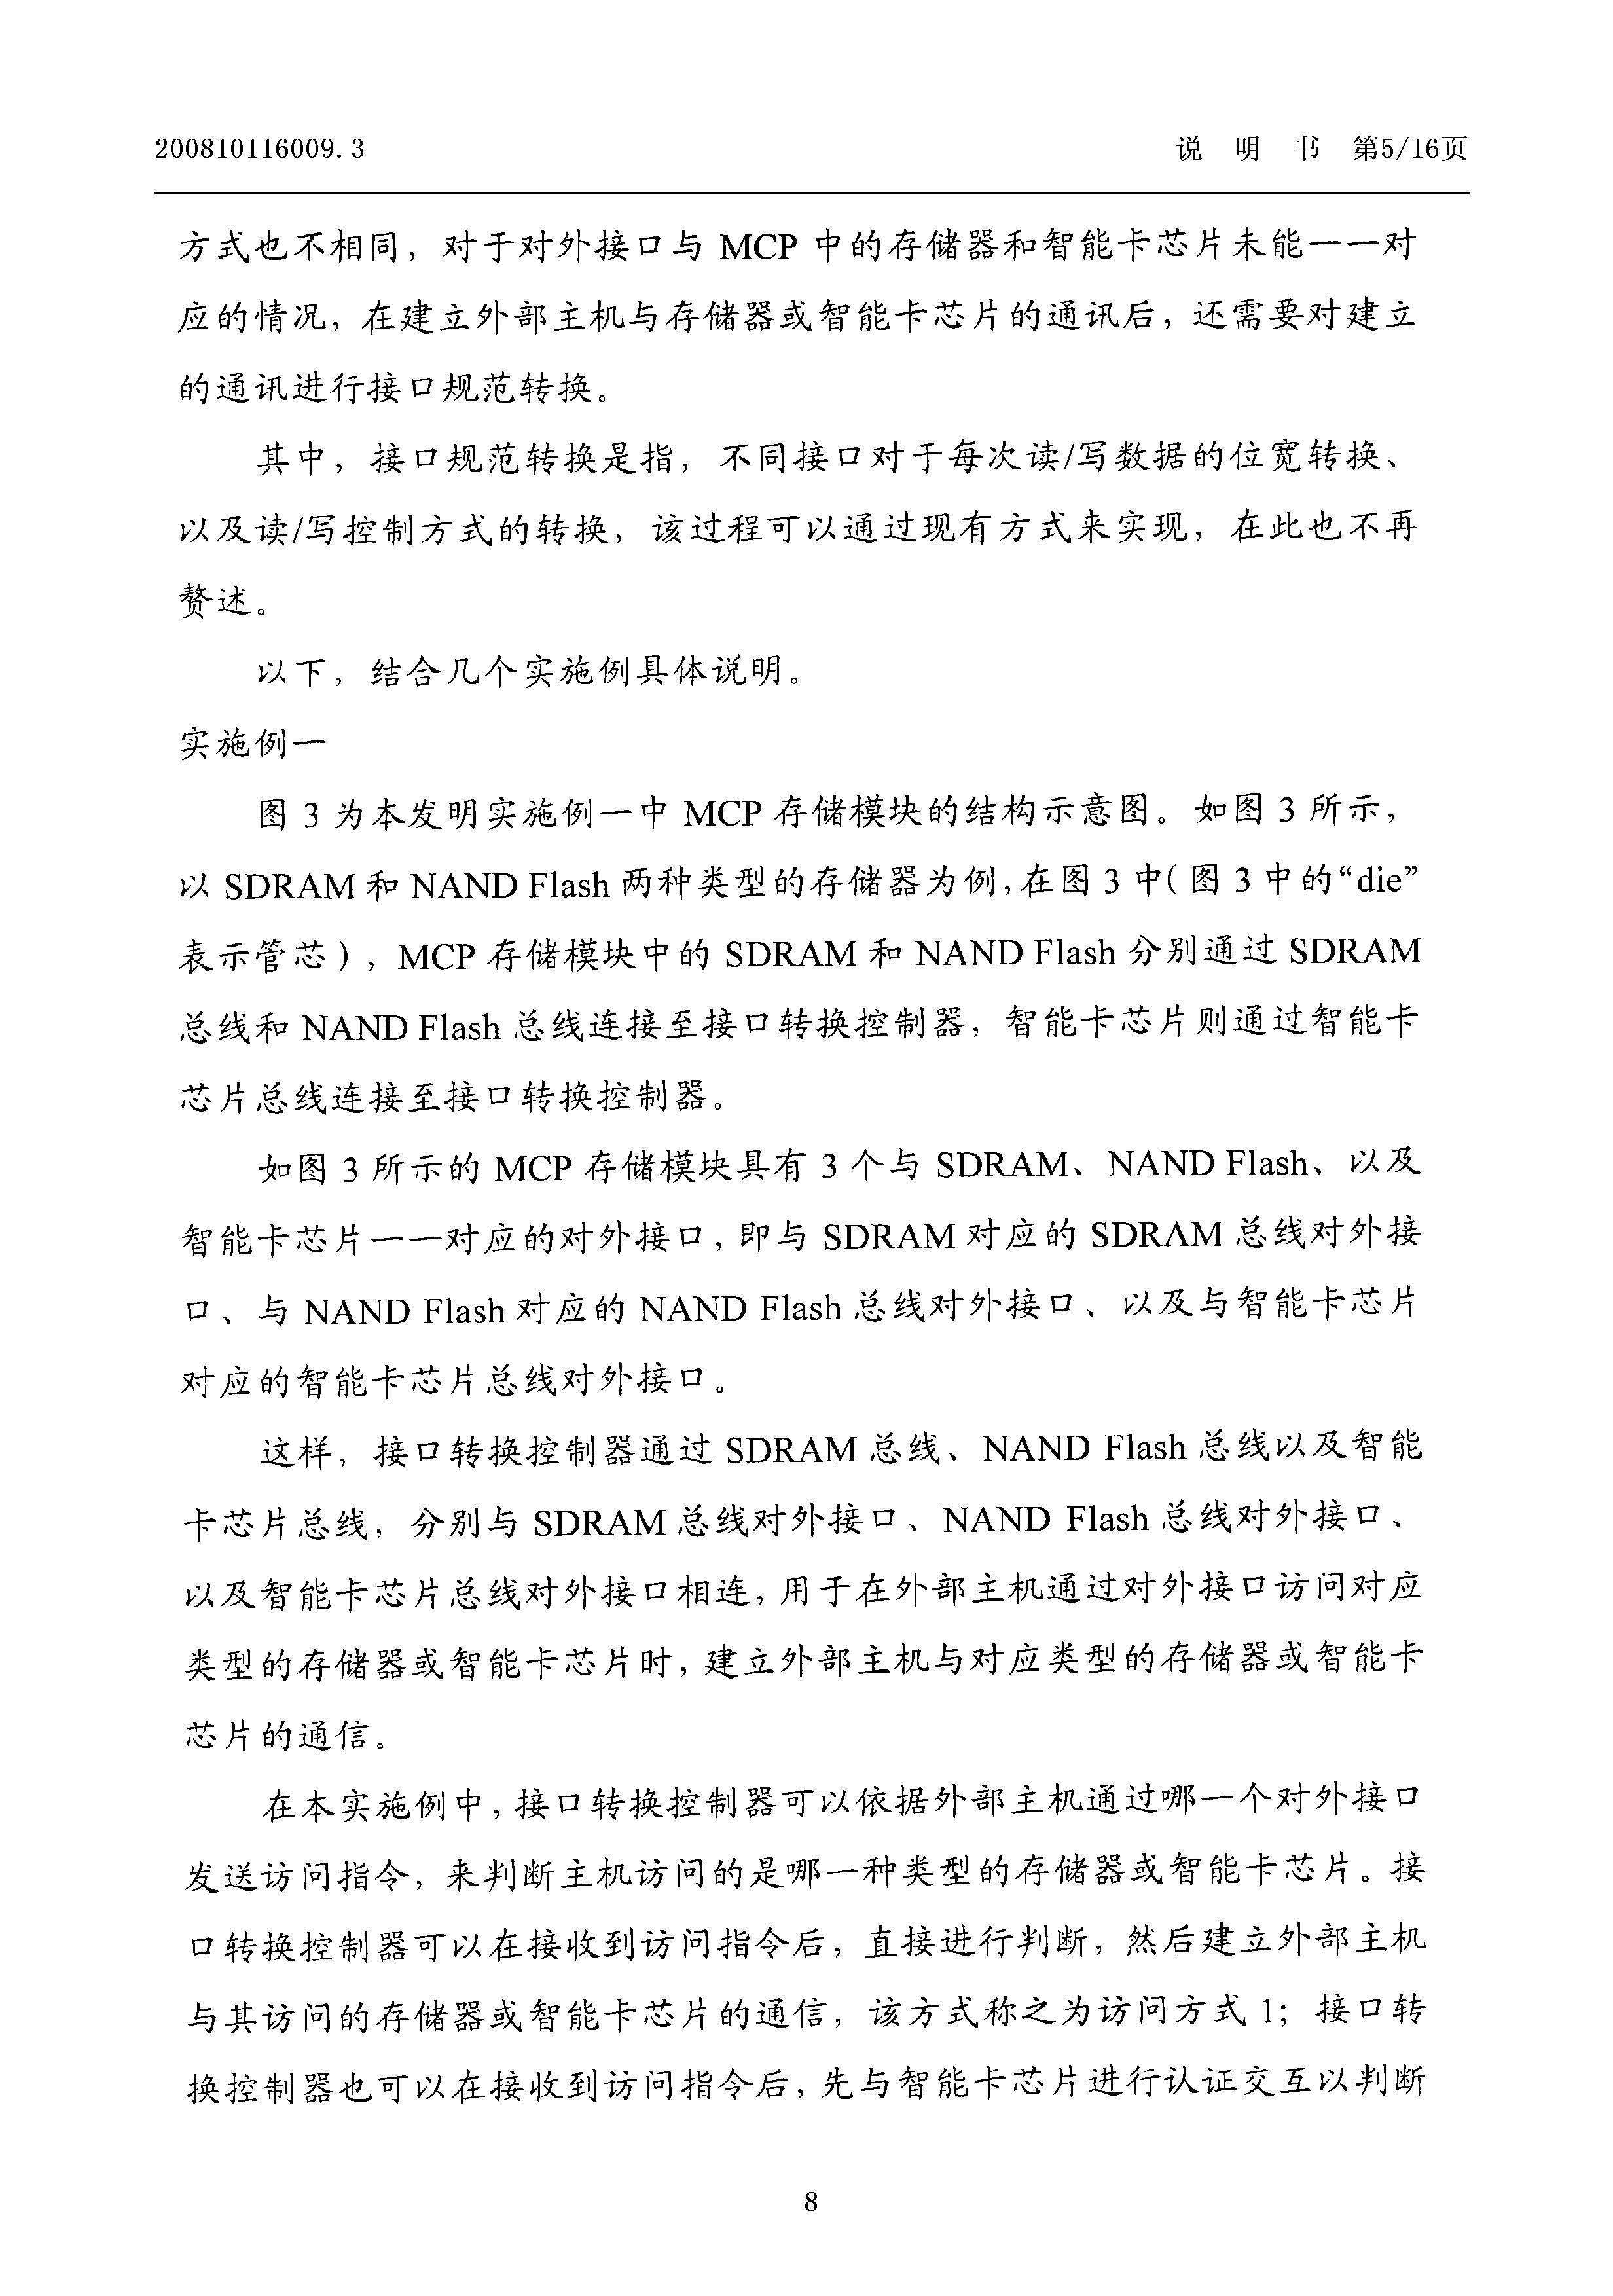 200810116009.3
说 明 书 第5/16页
方式也不相同，对于对外接口与 MCP 中的存储器和智能卡芯片未能一一对
应的情况，在建立外部主机与存储器或智能卡芯片的通讯后，还需要对建立
的通讯进行接口规范转换。
其中，接口规范转换是指，不同接口对于每次读/写数据的位宽转换、
以及读/写控制方式的转换，该过程可以通过现有方式来实现，在此也不再
赘述。
以下，结合几个实施例具体说明。
实施例一
图 3 为本发明实施例一中 MCP 存储模块的结构示意图。如图 3 所示，
以 SDRAM 和 NAND Flash 两种类型的存储器为例，在图 3 中（图 3 中的“die”
表示管芯），MCP 存储模块中的 SDRAM 和 NAND Flash 分别通过 SDRAM
总线和 NAND Flash 总线连接至接口转换控制器，智能卡芯片则通过智能卡
芯片总线连接至接口转换控制器。
如图 3 所示的 MCP 存储模块具有 3 个与 SDRAM、NAND Flash、以及
智能卡芯片一一对应的对外接口，即与 SDRAM 对应的 SDRAM 总线对外接
口、与 NAND Flash 对应的 NAND Flash 总线对外接口、以及与智能卡芯片
对应的智能卡芯片总线对外接口。
这样，接口转换控制器通过 SDRAM 总线、NAND Flash 总线以及智能
卡芯片总线，分别与 SDRAM 总线对外接口、NAND Flash 总线对外接口、
以及智能卡芯片总线对外接口相连，用于在外部主机通过对外接口访问对应
类型的存储器或智能卡芯片时，建立外部主机与对应类型的存储器或智能卡
芯片的通信。
在本实施例中，接口转换控制器可以依据外部主机通过哪一个对外接口
发送访问指令，来判断主机访问的是哪一种类型的存储器或智能卡芯片。接
口转换控制器可以在接收到访问指令后，直接进行判断，然后建立外部主机
与其访问的存储器或智能卡芯片的通信，该方式称之为访问方式 1；接口转
换控制器也可以在接收到访问指令后，先与智能卡芯片进行认证交互以判断
8